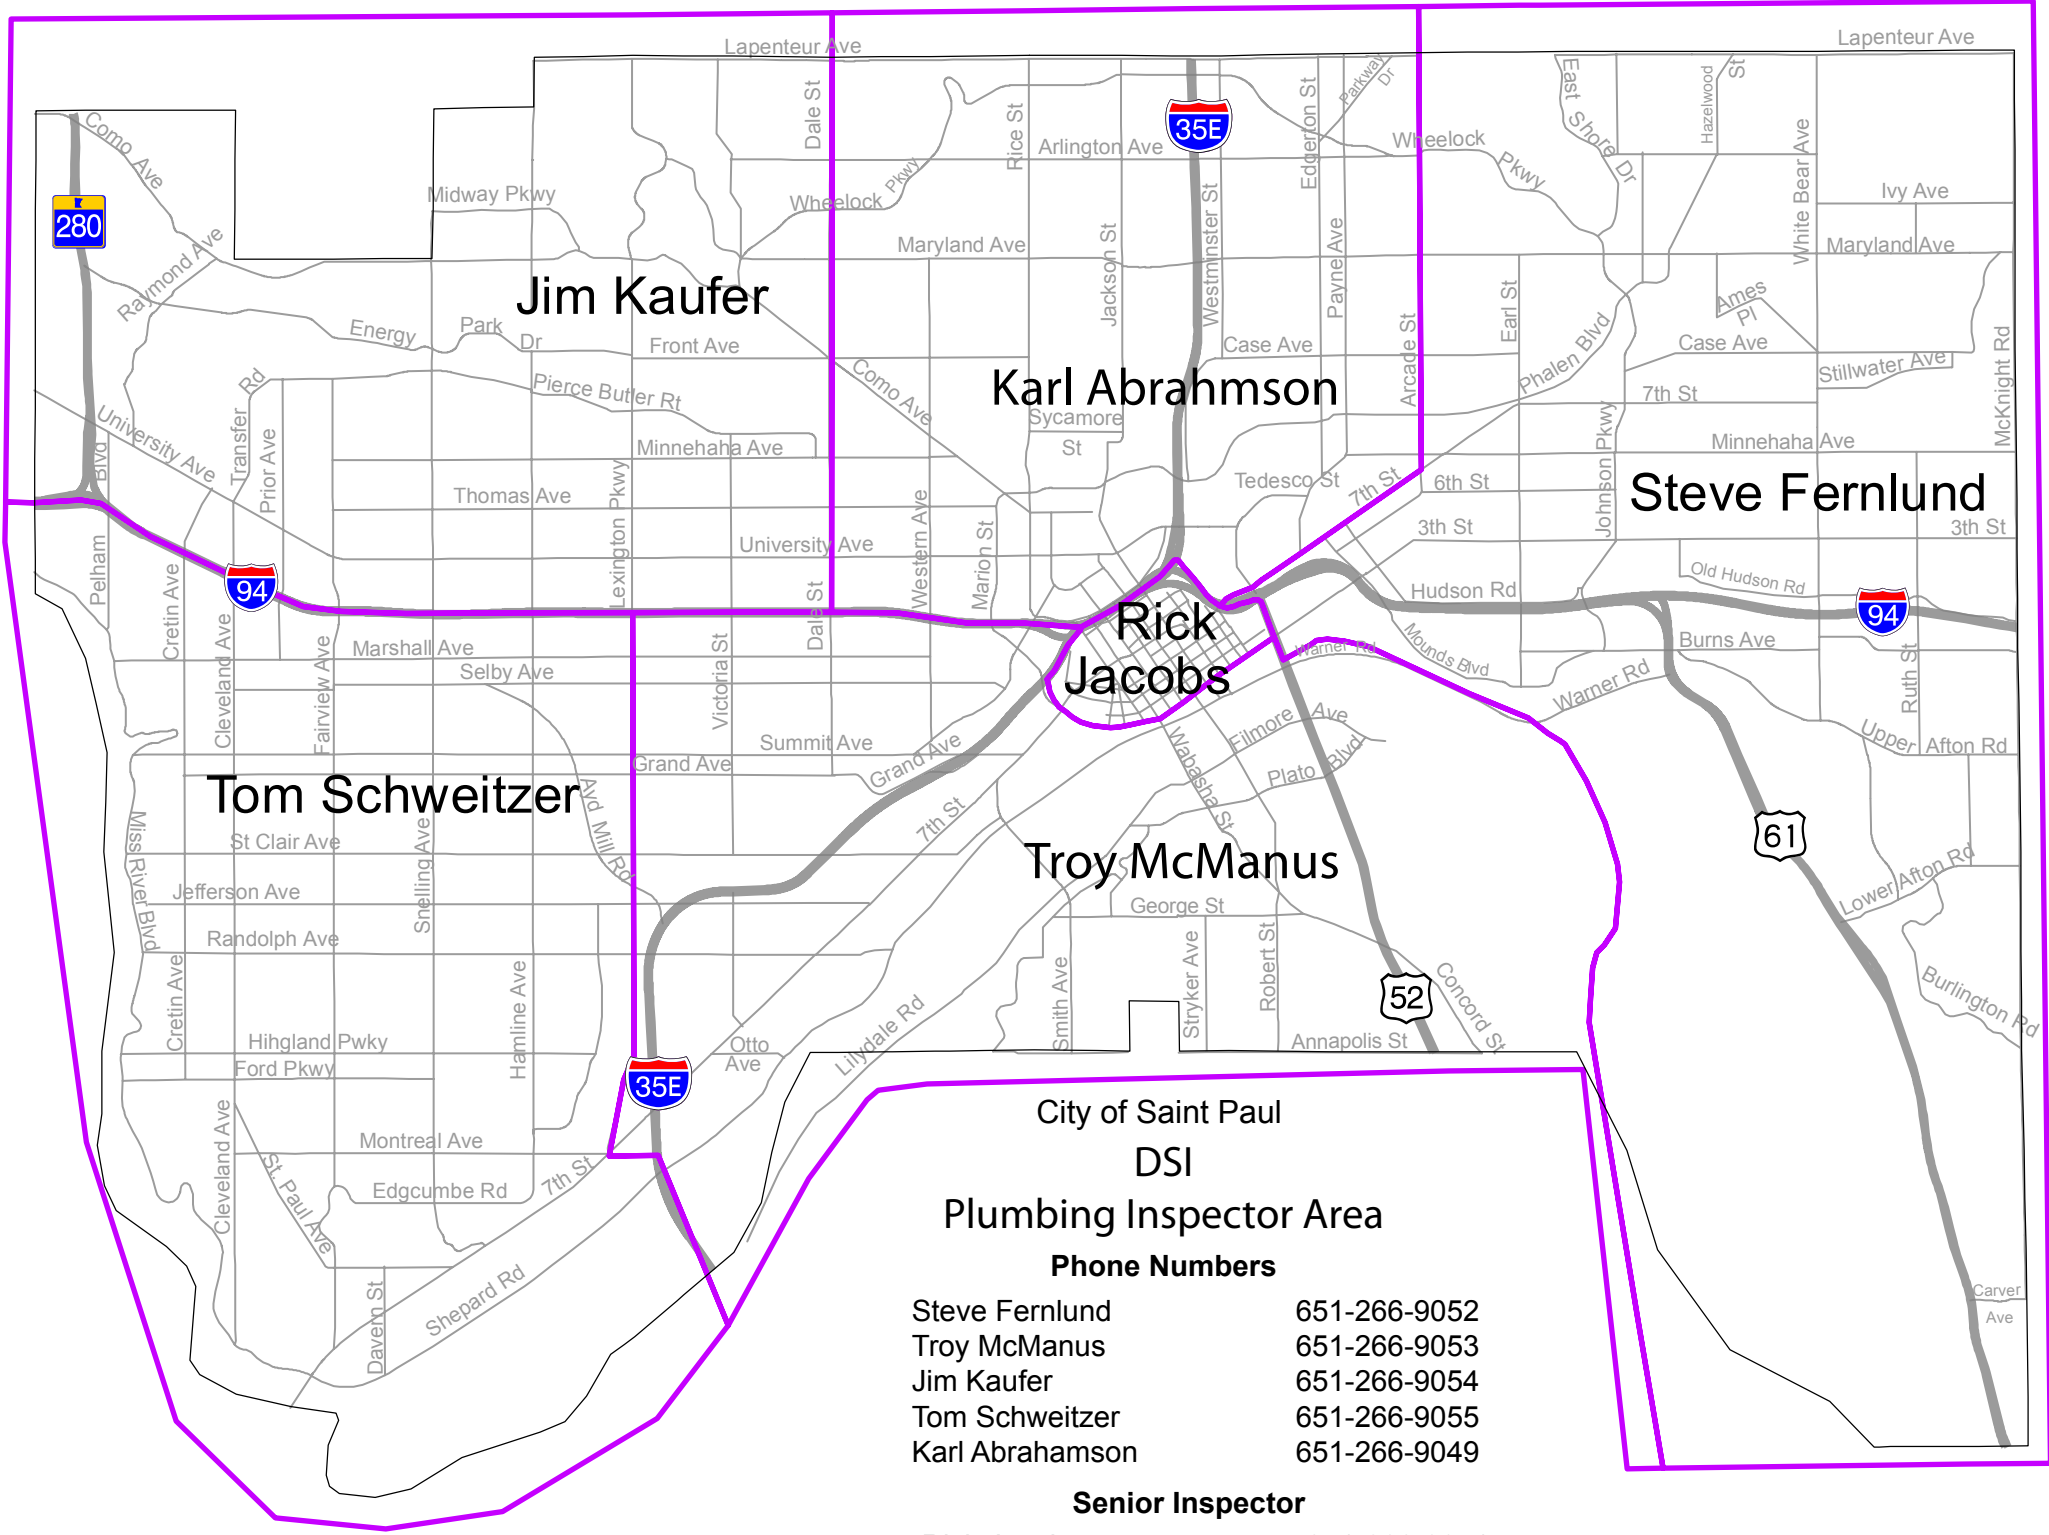 Lapenteur Ave
Lapenteur Ave
Como Ave
Dale St
Rice St
35E
Edgerton St
Parkway Dr
East Shore Dr
Hazelwood St
White Bear Ave
Arlington Ave
Wheelock Pkwy
280
Midway Pkwy
Wheelock Pkwy
Ivy Ave
Raymond Ave
Maryland Ave
Jackson St
Westminster St
Payne Ave
Maryland Ave
Jim Kaufer
Energy Park Dr
Front Ave
Case Ave
Arcade St
Earl St
Phalen Blvd
Ames Pl
Case Ave
Stillwater Ave
McKnight Rd
Transfer Rd
Pierce Butler Rt
Como Ave
Karl Abrahmson
7th St
University Ave
Blvd
Prior Ave
Minnehaha Ave
Sycamore
St
Johnson Pkwy
Minnehaha Ave
Thomas Ave
Lexington Pkwy
Western Ave
Marion St
Tedesco St
7th St
6th St
Steve Fernlund
3th St
3th St
University Ave
Pelham
Cretin Ave
94
Dale St
Hudson Rd
Old Hudson Rd
94
Rick
Jacobs
Cleveland Ave
Fairview Ave
Marshall Ave
Selby Ave
Victoria St
Warner Rd
Mounds Blvd
Burns Ave
Ruth St
Warner Rd
Summit Ave
Grand Ave
Grand Ave
Wabasha St
Filmore Ave
Plato Blvd
Upper Afton Rd
Tom Schweitzer
Ayd Mill Rd
7th St
61
Miss River Blvd
St Clair Ave
Snelling Ave
Troy McManus
Jefferson Ave
George St
Lower Afton Rd
Randolph Ave
Cretin Ave
Hamline Ave
Smith Ave
Stryker Ave
Robert St
52
Concord St
Burlington Rd
Hihgland Pwky
Ford Pkwy
35E
Otto
Ave
Lilydale Rd
Annapolis St
Cleveland Ave
Montreal Ave
St. Paul Ave
Edgcumbe Rd
7th St
Davern St
Shepard Rd
Carver
Ave
City of Saint Paul
DSI
Plumbing Inspector Area
Phone Numbers
Steve Fernlund 651-266-9052
Troy McManus 651-266-9053
Jim Kaufer 651-266-9054
Tom Schweitzer 651-266-9055
Karl Abrahamson 651-266-9049
Senior Inspector